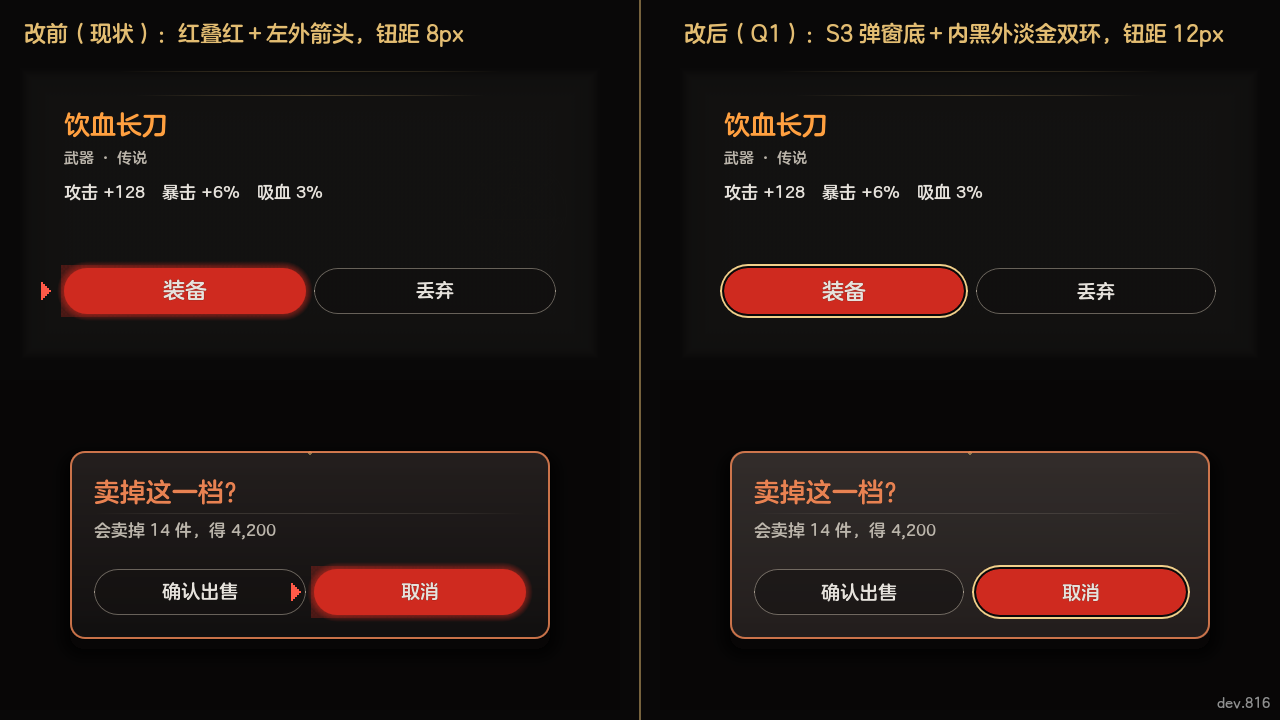 改前（现状）：红叠红＋左外箭头，钮距 8px
饮血长刀
武器 · 传说
攻击 +128 暴击 +6% 吸血 3%
装备 丢弃
卖掉这一档?
会卖掉 14 件，得 4,200
确认出售 取消
改后（Q1）：S3 弹窗底＋内黑外淡金双环，钮距 12px
饮血长刀
武器 · 传说
攻击 +128 暴击 +6% 吸血 3%
装备 丢弃
卖掉这一档?
会卖掉 14 件，得 4,200
确认出售 取消
dev.816